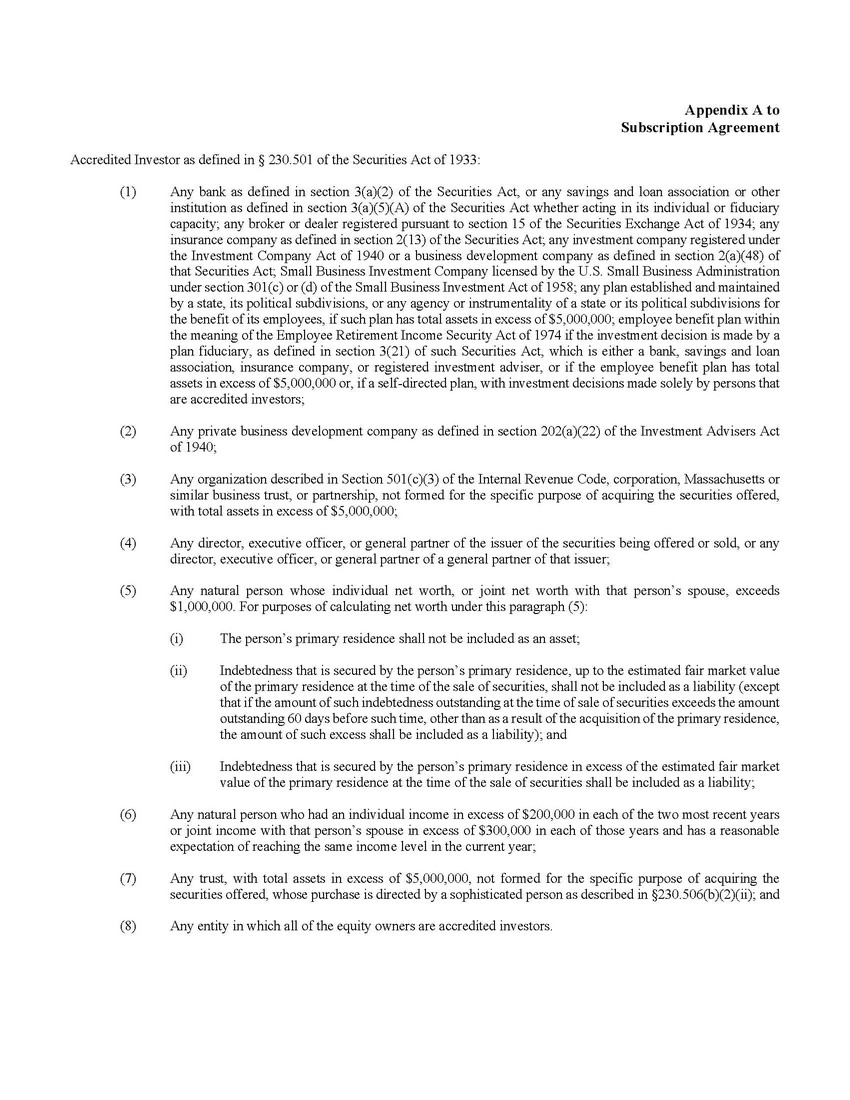 Appendix A to
Subscription Agreement
Accredited Investor as defined in § 230.501 of the Securities Act of 1933:
(1) Any bank as defined in section 3(a)(2) of the Securities Act, or any savings and loan association or other
institution as defined in section 3(a)(5)(A) of the Securities Act whether acting in its individual or fiduciary
capacity; any broker or dealer registered pursuant to section 15 of the Securities Exchange Act of 1934; any
insurance company as defined in section 2(13) of the Securities Act; any investment company registered under
the Investment Company Act of 1940 or a business development company as defined in section 2(a)(48) of
that Securities Act; Small Business Investment Company licensed by the U.S. Small Business Administration
under section 301(c) or (d) of the Small Business Investment Act of 1958; any plan established and maintained
by a state, its political subdivisions, or any agency or instrumentality of a state or its political subdivisions for
the benefit of its employees, if such plan has total assets in excess of $5,000,000; employee benefit plan within
the meaning of the Employee Retirement Income Security Act of 1974 if the investment decision is made by a
plan fiduciary, as defined in section 3(21) of such Securities Act, which is either a bank, savings and loan
association, insurance company, or registered investment adviser, or if the employee benefit plan has total
assets in excess of $5,000,000 or, if a self-directed plan, with investment decisions made solely by persons that
are accredited investors;
(2) Any private business development company as defined in section 202(a)(22) of the Investment Advisers Act
of 1940;
(3) Any organization described in Section 501(c)(3) of the Internal Revenue Code, corporation, Massachusetts or
similar business trust, or partnership, not formed for the specific purpose of acquiring the securities offered,
with total assets in excess of $5,000,000;
(4) Any director, executive officer, or general partner of the issuer of the securities being offered or sold, or any
director, executive officer, or general partner of a general partner of that issuer;
(5) Any natural person whose individual net worth, or joint net worth with that person's spouse, exceeds
$1,000,000. For purposes of calculating net worth under this paragraph (5):
(i) The person's primary residence shall not be included as an asset;
(ii) Indebtedness that is secured by the person's primary residence, up to the estimated fair market value
of the primary residence at the time of the sale of securities, shall not be included as a liability (except
that if the amount of such indebtedness outstanding at the time of sale of securities exceeds the amount
outstanding 60 days before such time, other than as a result of the acquisition of the primary residence,
the amount of such excess shall be included as a liability); and
(iii) Indebtedness that is secured by the person's primary residence in excess of the estimated fair market
value of the primary residence at the time of the sale of securities shall be included as a liability;
(6) Any natural person who had an individual income in excess of $200,000 in each of the two most recent years
or joint income with that person's spouse in excess of $300,000 in each of those years and has a reasonable
expectation of reaching the same income level in the current year;
(7) Any trust, with total assets in excess of $5,000,000, not formed for the specific purpose of acquiring the
securities offered, whose purchase is directed by a sophisticated person as described in §230.506(b)(2)(ii); and
(8) Any entity in which all of the equity owners are accredited investors.